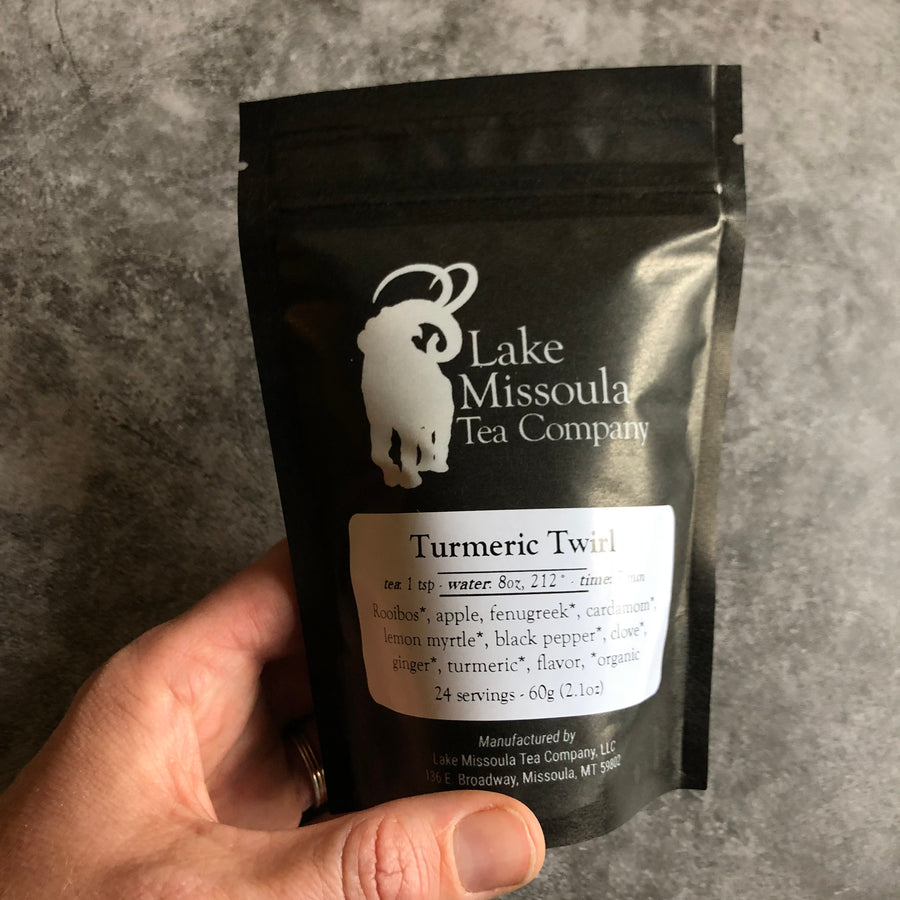 Lake
Missoula
Tea Company
Turmeric Twirl
tea: 1 tsp - water: 8oz, 212° - time: min
Rooibos*, apple, fenugreek*, cardamom*,
lemon myrtle*, black pepper*, clove*,
ginger*, turmeric*, flavor, *organic
24 servings - 60g (2.1oz)
Manufactured by
Lake Missoula Tea Company, LLC
136 E. Broadway, Missoula, MT 59802